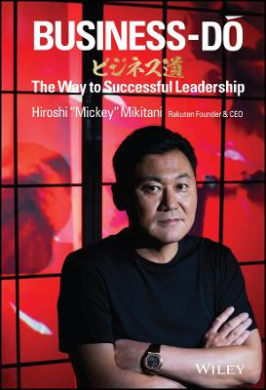 BUSINESS-DŌ
ビジネス道
The Way to Successful Leadership
Hiroshi "Mickey" Mikitani Rakuten Founder & CEO
WILEY